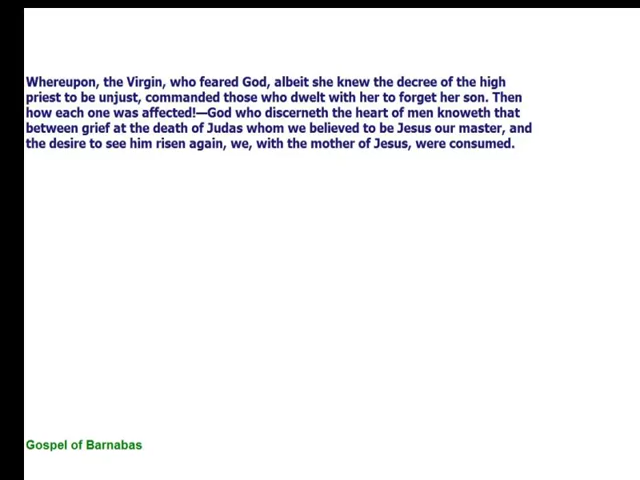 Whereupon, the Virgin, who feared God, albeit she knew the decree of the high
priest to be unjust, commanded those who dwelt with her to forget her son. Then
how each one was affected!—God who discerneth the heart of men knoweth that
between grief at the death of Judas whom we believed to be Jesus our master, and
the desire to see him risen again, we, with the mother of Jesus, were consumed.
Gospel of Barnabas